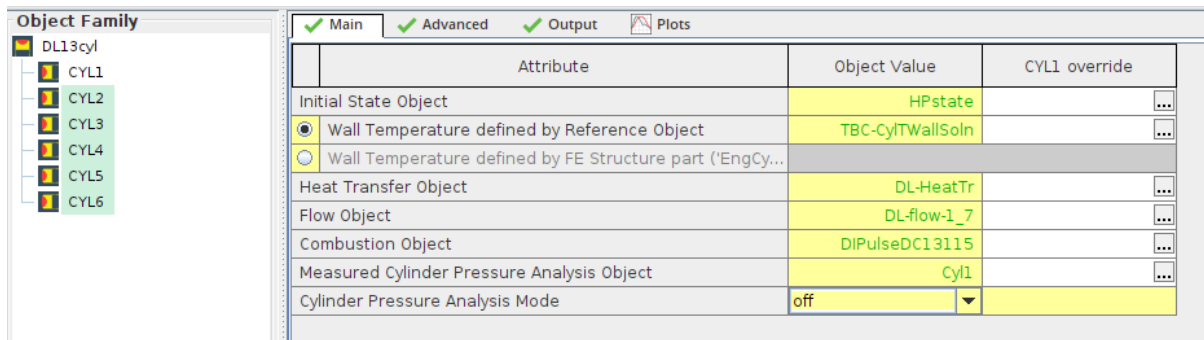 Object Family
DL13cyl
CYL1
CYL2
CYL3
CYL4
CYL5
CYL6
Main Advanced Output Plots
Attribute Object Value CYL1 override
Initial State Object HPstate ...
Wall Temperature defined by Reference Object TBC-CylTWallSoln ...
Wall Temperature defined by FE Structure part ('EngCy...
Heat Transfer Object DL-HeatTr ...
Flow Object DL-flow-1_7 ...
Combustion Object DIPulseDC13115 ...
Measured Cylinder Pressure Analysis Object Cyl1 ...
Cylinder Pressure Analysis Mode off